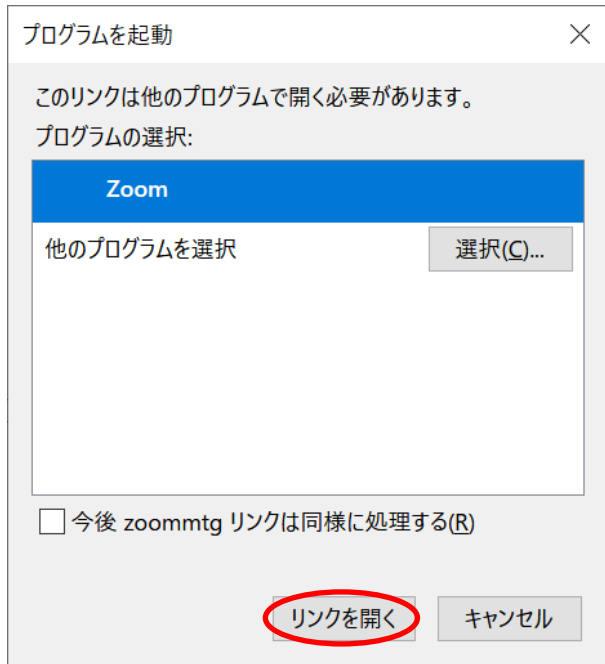 プログラムを起動
このリンクは他のプログラムで開く必要があります。
プログラムの選択:
Zoom
他のプログラムを選択
選択(C)...
今後 zoommtg リンクは同様に処理する(R)
リンクを開く
キャンセル